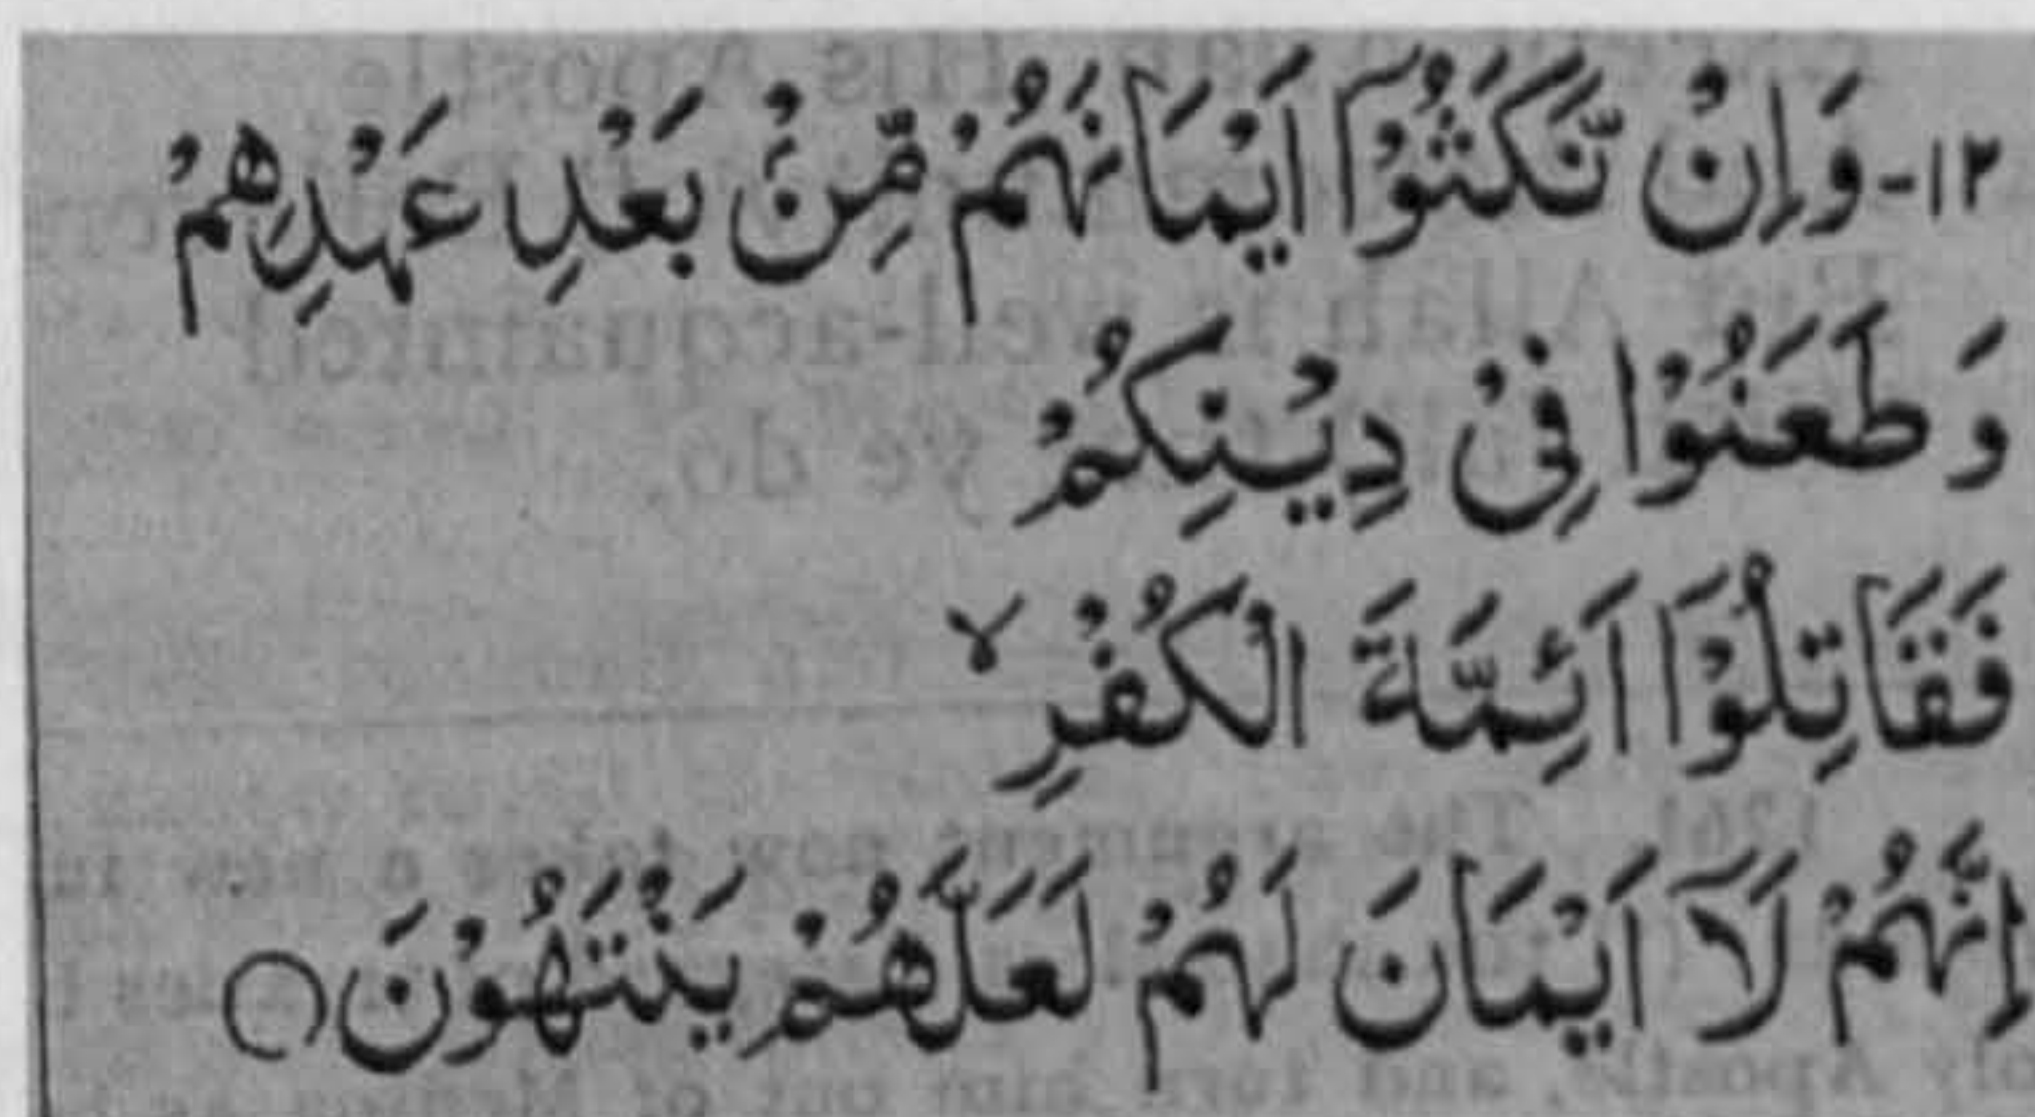 ١٢- وَاِنْ نَّكَثُوْٓا اَيْمَانَهُمْ مِّنْۢ بَعْدِ عَهْدِهِمْ
وَطَعَنُوْا فِىْ دِيْنِكُمْ
فَقَاتِلُوْٓا اَئِمَّةَ الْكُفْرِ ۙ
اِنَّهُمْ لَآ اَيْمَانَ لَهُمْ لَعَلَّهُمْ يَنْتَهُوْنَ ○